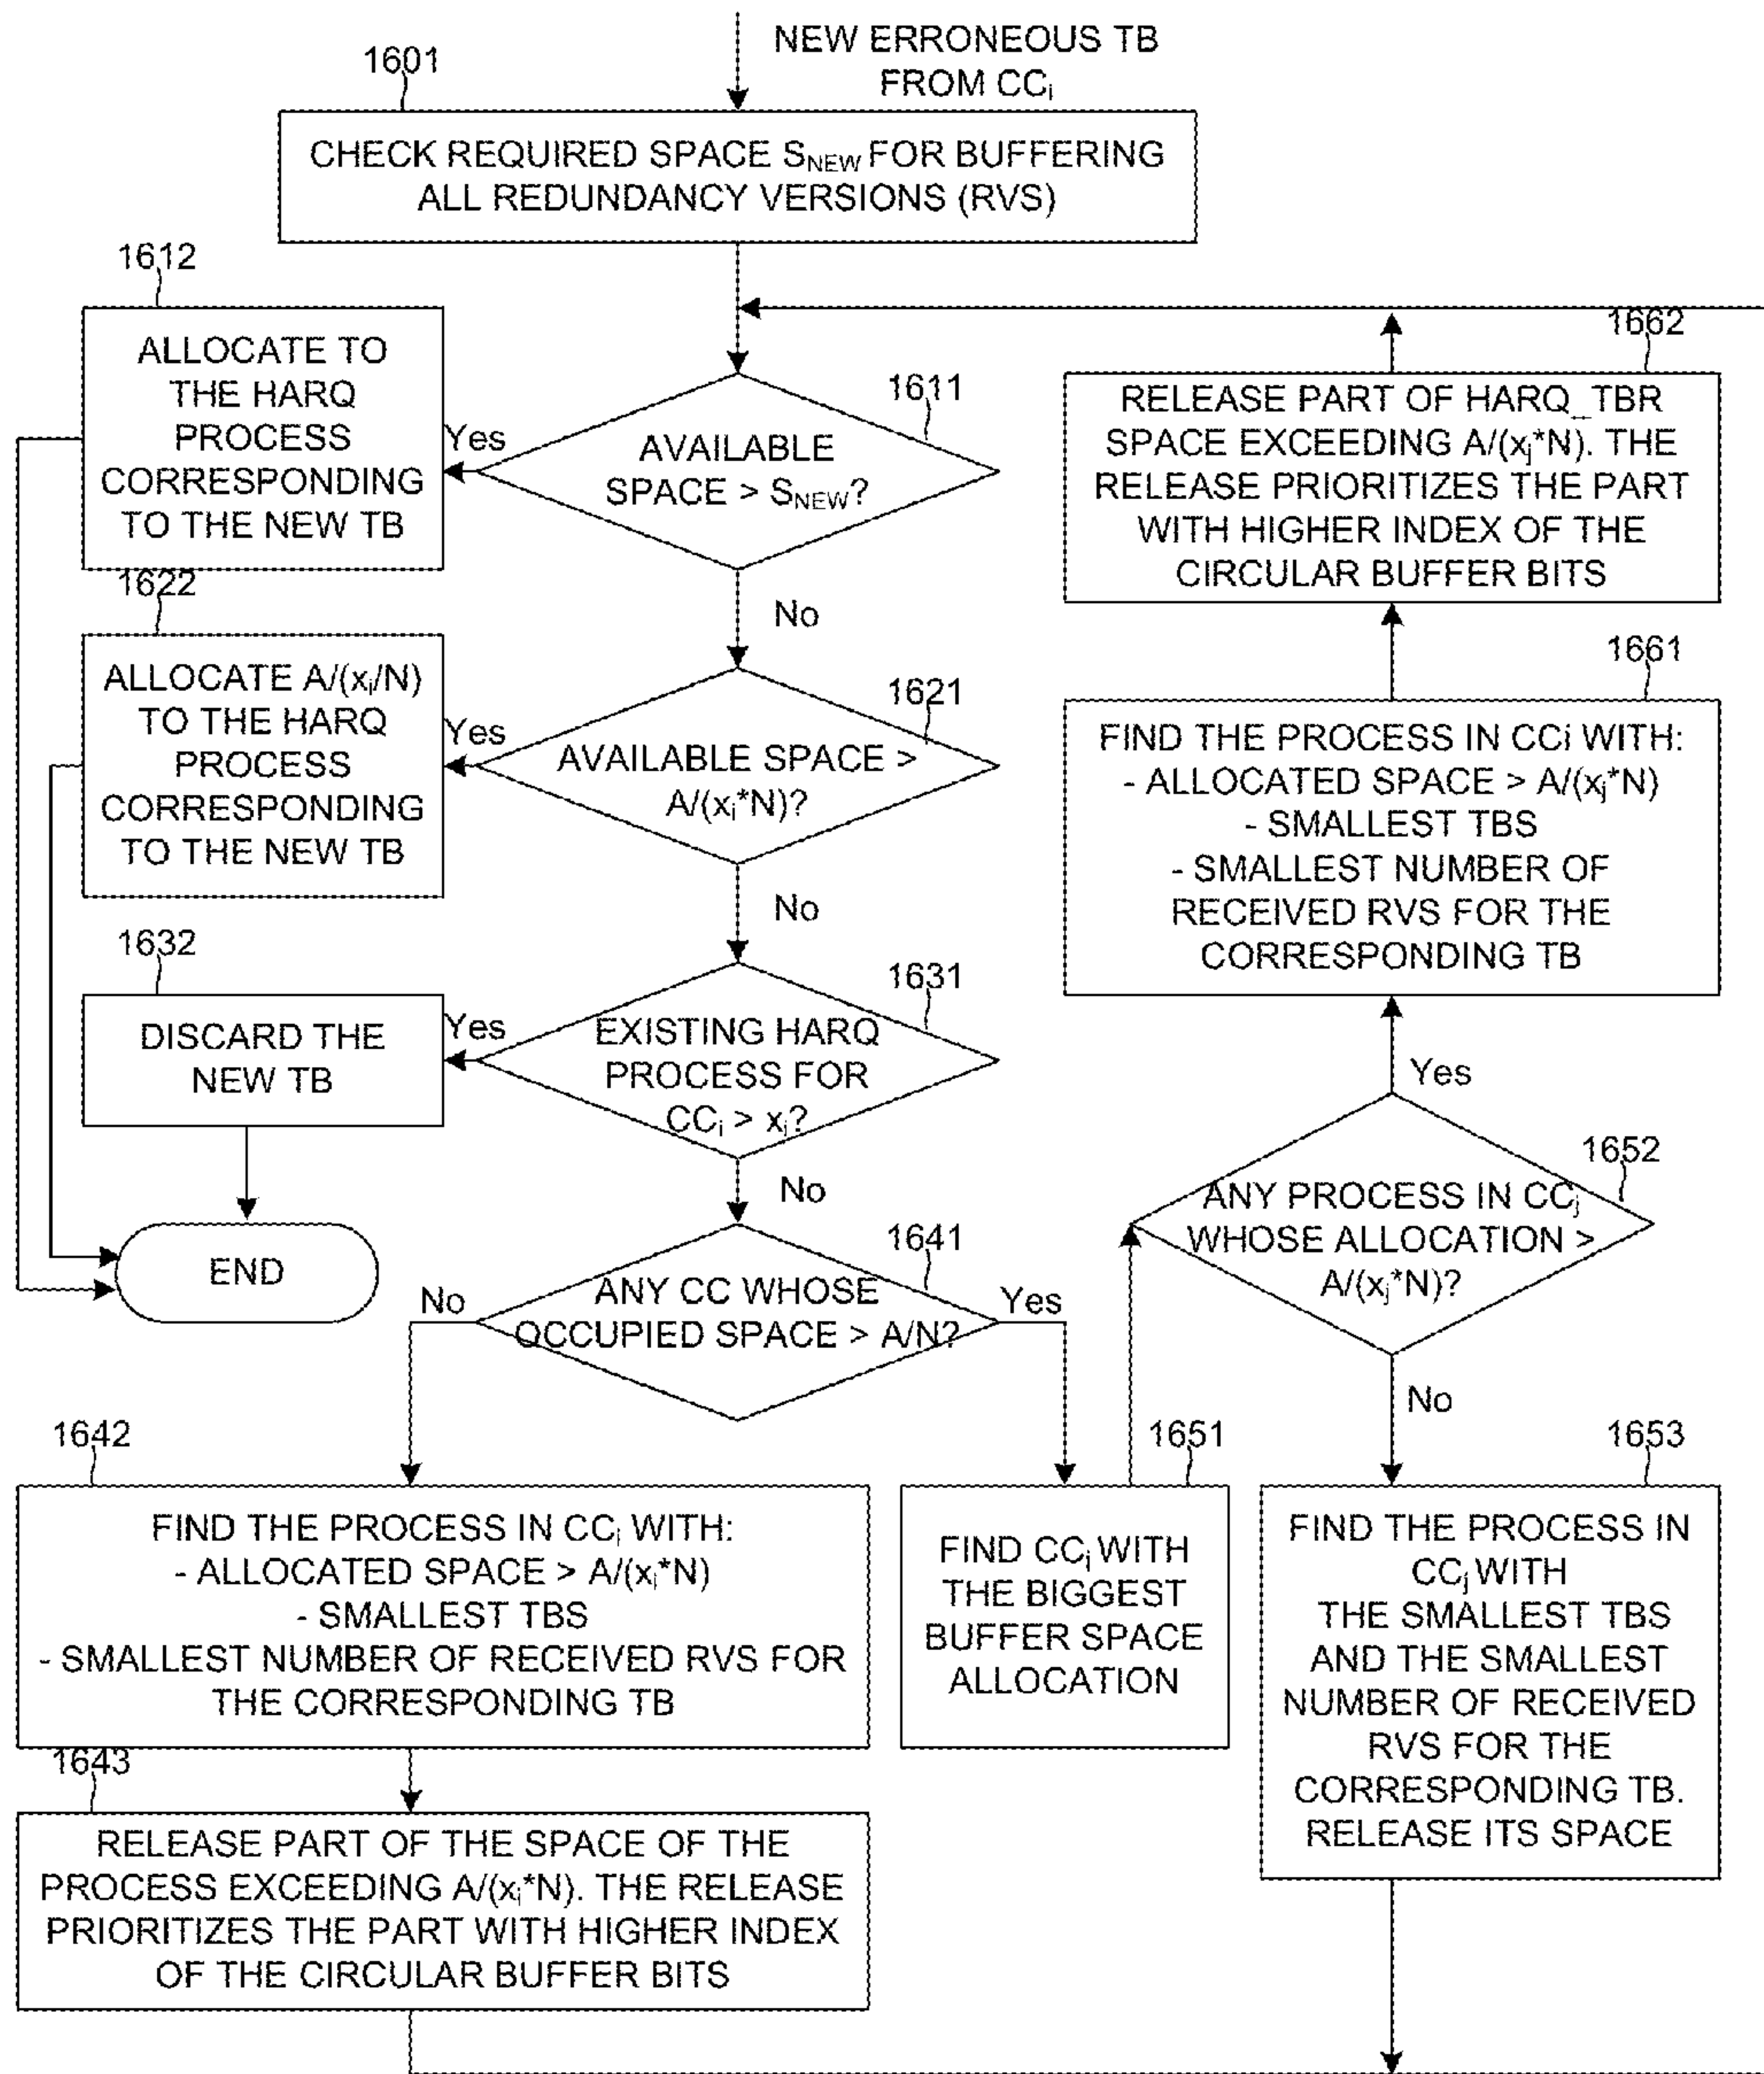 NEW ERRONEOUS TB
FROM CCi
1601
CHECK REQUIRED SPACE SNEW FOR BUFFERING
ALL REDUNDANCY VERSIONS (RVS)
1612
ALLOCATE TO
THE HARQ
PROCESS
CORRESPONDING
TO THE NEW TB
Yes
1611
AVAILABLE
SPACE > SNEW?
No
1622
ALLOCATE A/(xi/N)
TO THE HARQ
PROCESS
CORRESPONDING
TO THE NEW TB
Yes
1621
AVAILABLE SPACE >
A/(xi*N)?
No
1632
DISCARD THE
NEW TB
Yes
1631
EXISTING HARQ
PROCESS FOR
CCi > xi?
No
END
1641
ANY CC WHOSE
OCCUPIED SPACE > A/N?
No
Yes
1642
FIND THE PROCESS IN CCi WITH:
- ALLOCATED SPACE > A/(xi*N)
- SMALLEST TBS
- SMALLEST NUMBER OF RECEIVED RVS FOR
THE CORRESPONDING TB
1643
RELEASE PART OF THE SPACE OF THE
PROCESS EXCEEDING A/(xi*N). THE RELEASE
PRIORITIZES THE PART WITH HIGHER INDEX
OF THE CIRCULAR BUFFER BITS
1651
FIND CCj WITH
THE BIGGEST
BUFFER SPACE
ALLOCATION
1662
RELEASE PART OF HARQ_TBR
SPACE EXCEEDING A/(xj*N). THE
RELEASE PRIORITIZES THE PART
WITH HIGHER INDEX OF THE
CIRCULAR BUFFER BITS
1661
FIND THE PROCESS IN CCi WITH:
- ALLOCATED SPACE > A/(xj*N)
- SMALLEST TBS
- SMALLEST NUMBER OF
RECEIVED RVS FOR THE
CORRESPONDING TB
Yes
1652
ANY PROCESS IN CCj
WHOSE ALLOCATION >
A/(xj*N)?
No
1653
FIND THE PROCESS IN
CCj WITH
THE SMALLEST TBS
AND THE SMALLEST
NUMBER OF RECEIVED
RVS FOR THE
CORRESPONDING TB.
RELEASE ITS SPACE